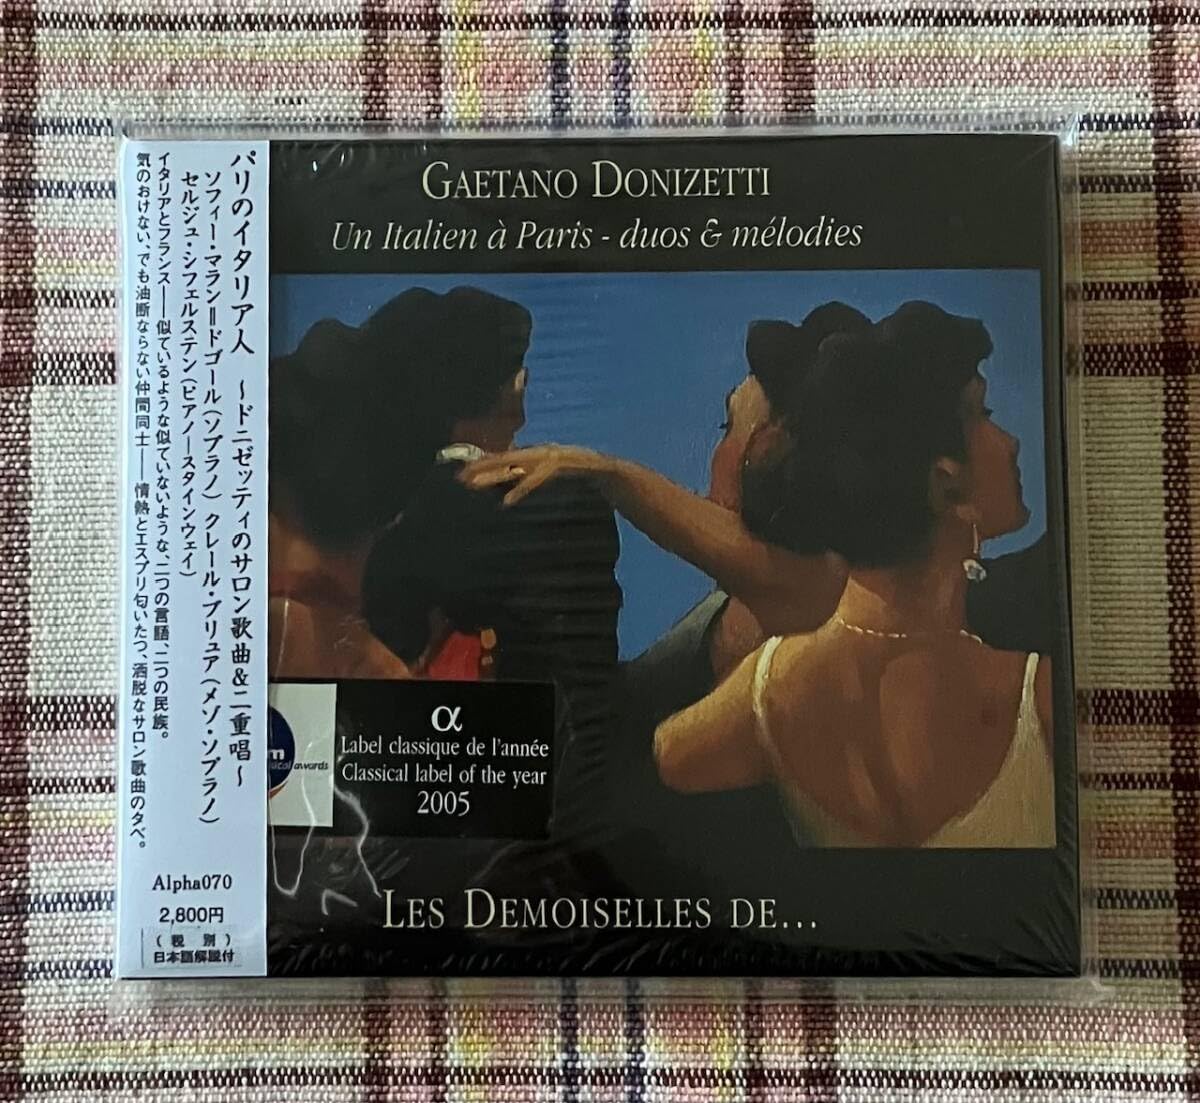 パリのイタリア人 ～ドニゼッティのサロン歌曲&二重唱～
ソフィー・マラン=ドゴール(ソプラノ) クレール・ブリュア(メゾ・ソプラノ)
セルジュ・シフェルステン(ピアノ―スタインウェイ)
イタリアとフランス――似ているような似ていないような、二つの言語、二つの民族。
気のおけない、でも油断ならない仲間同士――情熱とエスプリ匂いたつ、洒脱なサロン歌曲の夕べ。
Alpha070
2,800円
(税別)
日本語解説付
GAETANO DONIZETTI
Un Italien à Paris - duos & mélodies
α
Label classique de l'année
Classical label of the year
2005
awards
LES DEMOISELLES DE...